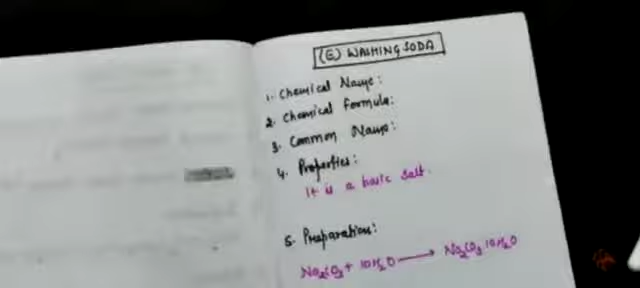 (E) WASHING SODA
1. Chemical Name:
2. Chemical Formula:
3. Common Name:
4. Properties:
It is a basic salt.
5. Preparation:
Na₂CO₃ + 10H₂O → Na₂CO₃.10H₂O